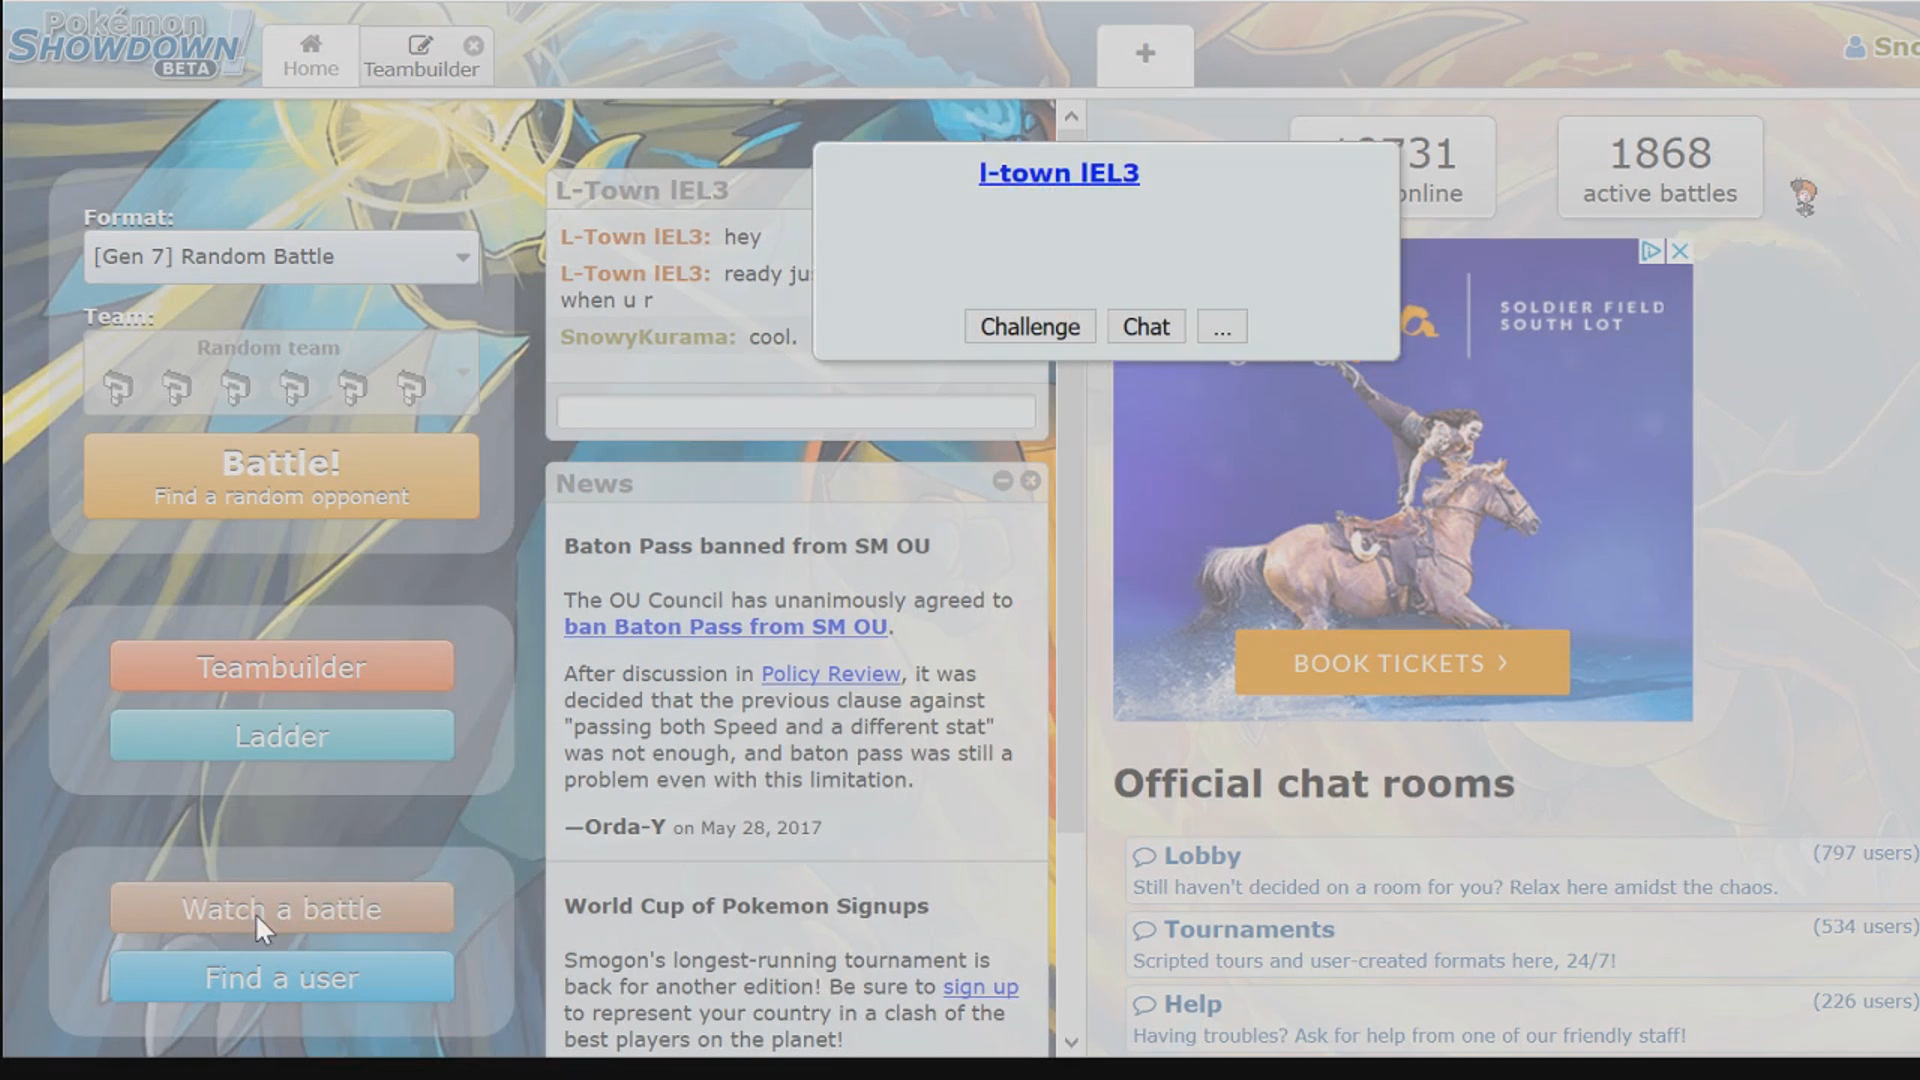 Pokémon
SHOWDOWN!
BETA
Home
Teambuilder
+
Format:
[Gen 7] Random Battle
Team:
Random team
Battle!
Find a random opponent
Teambuilder
Ladder
Watch a battle
Find a user
L-Town lEL3
L-Town lEL3: hey
L-Town lEL3: ready
when u r
SnowyKurama: cool.
News
Baton Pass banned from SM OU
The OU Council has unanimously agreed to
ban Baton Pass from SM OU.
After discussion in Policy Review, it was
decided that the previous clause against
"passing both Speed and a different stat"
was not enough, and baton pass was still a
problem even with this limitation.
—Orda-Y on May 28, 2017
World Cup of Pokemon Signups
Smogon's longest-running tournament is
back for another edition! Be sure to sign up
to represent your country in a clash of the
best players on the planet!
l-town lEL3
Challenge
Chat
...
online
1868
active battles
SOLDIER FIELD
SOUTH LOT
BOOK TICKETS >
Official chat rooms
Lobby
(797 users)
Still haven't decided on a room for you? Relax here amidst the chaos.
Tournaments
(534 users)
Scripted tours and user-created formats here, 24/7!
Help
(226 users)
Having troubles? Ask for help from one of our friendly staff!